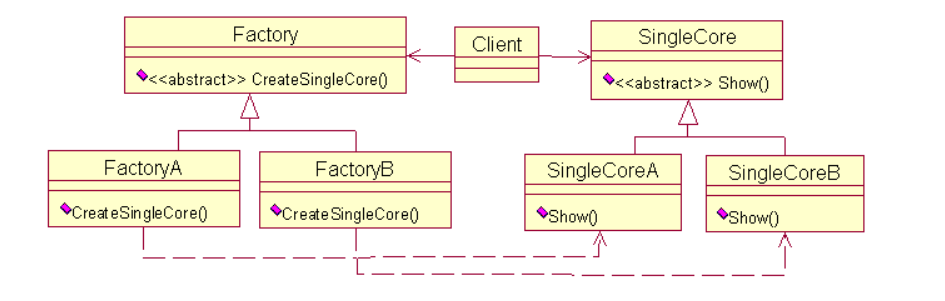 Factory
<<abstract>> CreateSingleCore()
Client
SingleCore
<<abstract>> Show()
FactoryA
CreateSingleCore()
FactoryB
CreateSingleCore()
SingleCoreA
Show()
SingleCoreB
Show()